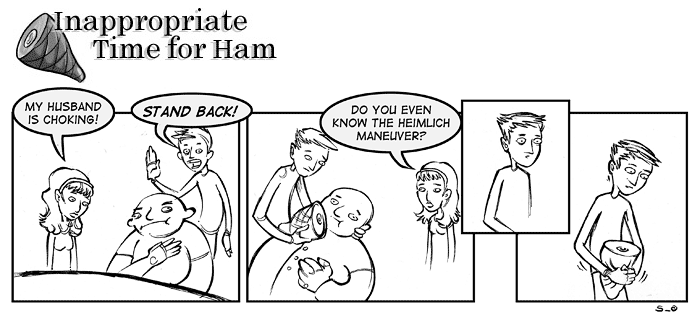 Inappropriate
Time for Ham
MY HUSBAND
IS CHOKING!
STAND BACK!
DO YOU EVEN
KNOW THE HEIMLICH
MANEUVER?